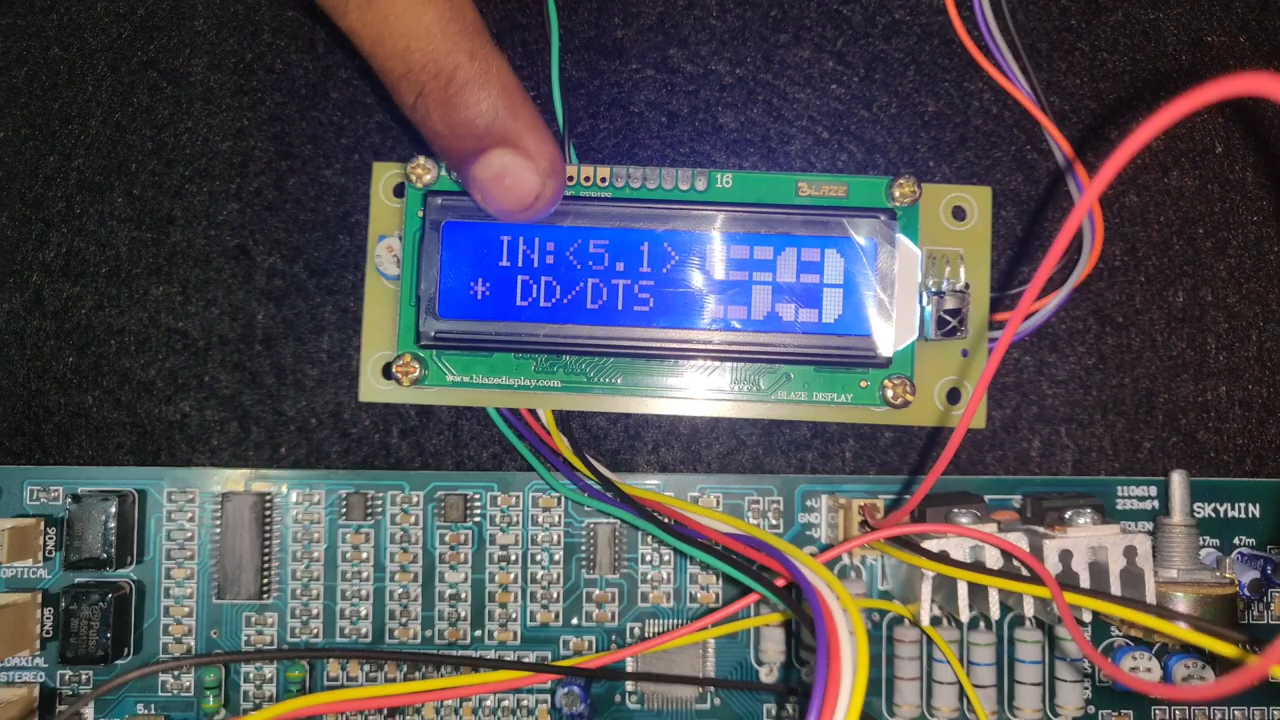 16
BLAZE
IN:<5.1> 59
* DD/DTS
www.blazedisplay.com
BLAZE DISPLAY
CN06
OPTICAL
CN05
STEREO
5.1
+V
GND
-V
110618
233x64
SKYWIN
47m 47m